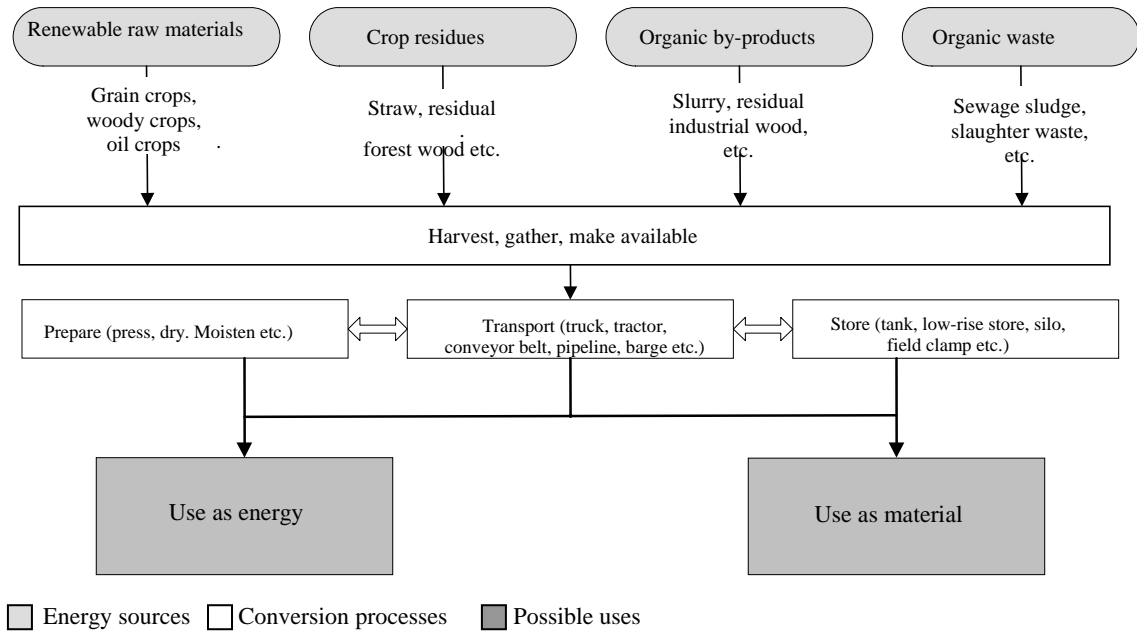 Renewable raw materials
Crop residues
Organic by-products
Organic waste
Grain crops,
woody crops,
oil crops .
Straw, residual
forest wood etc.
Slurry, residual
industrial wood,
etc.
Sewage sludge,
slaughter waste,
etc.
Harvest, gather, make available
Prepare (press, dry. Moisten etc.)
Transport (truck, tractor,
conveyor belt, pipeline, barge etc.)
Store (tank, low-rise store, silo,
field clamp etc.)
Use as energy
Use as material
Energy sources
Conversion processes
Possible uses